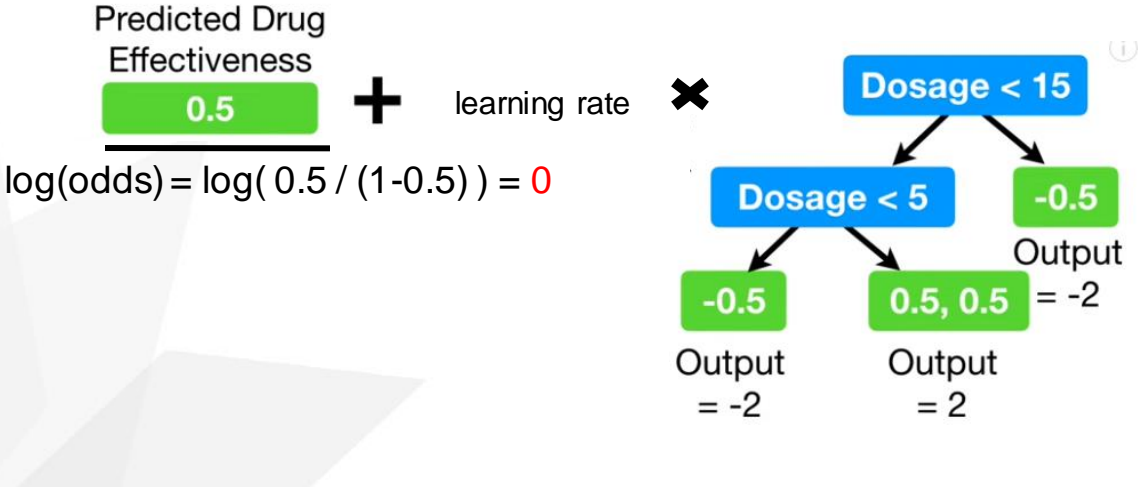 Predicted Drug
Effectiveness
0.5
+ learning rate ×
log(odds) = log( 0.5 / (1-0.5) ) = 0
Dosage < 15
Dosage < 5
-0.5
Output
= -2
-0.5
Output
= -2
0.5, 0.5
Output
= 2
i